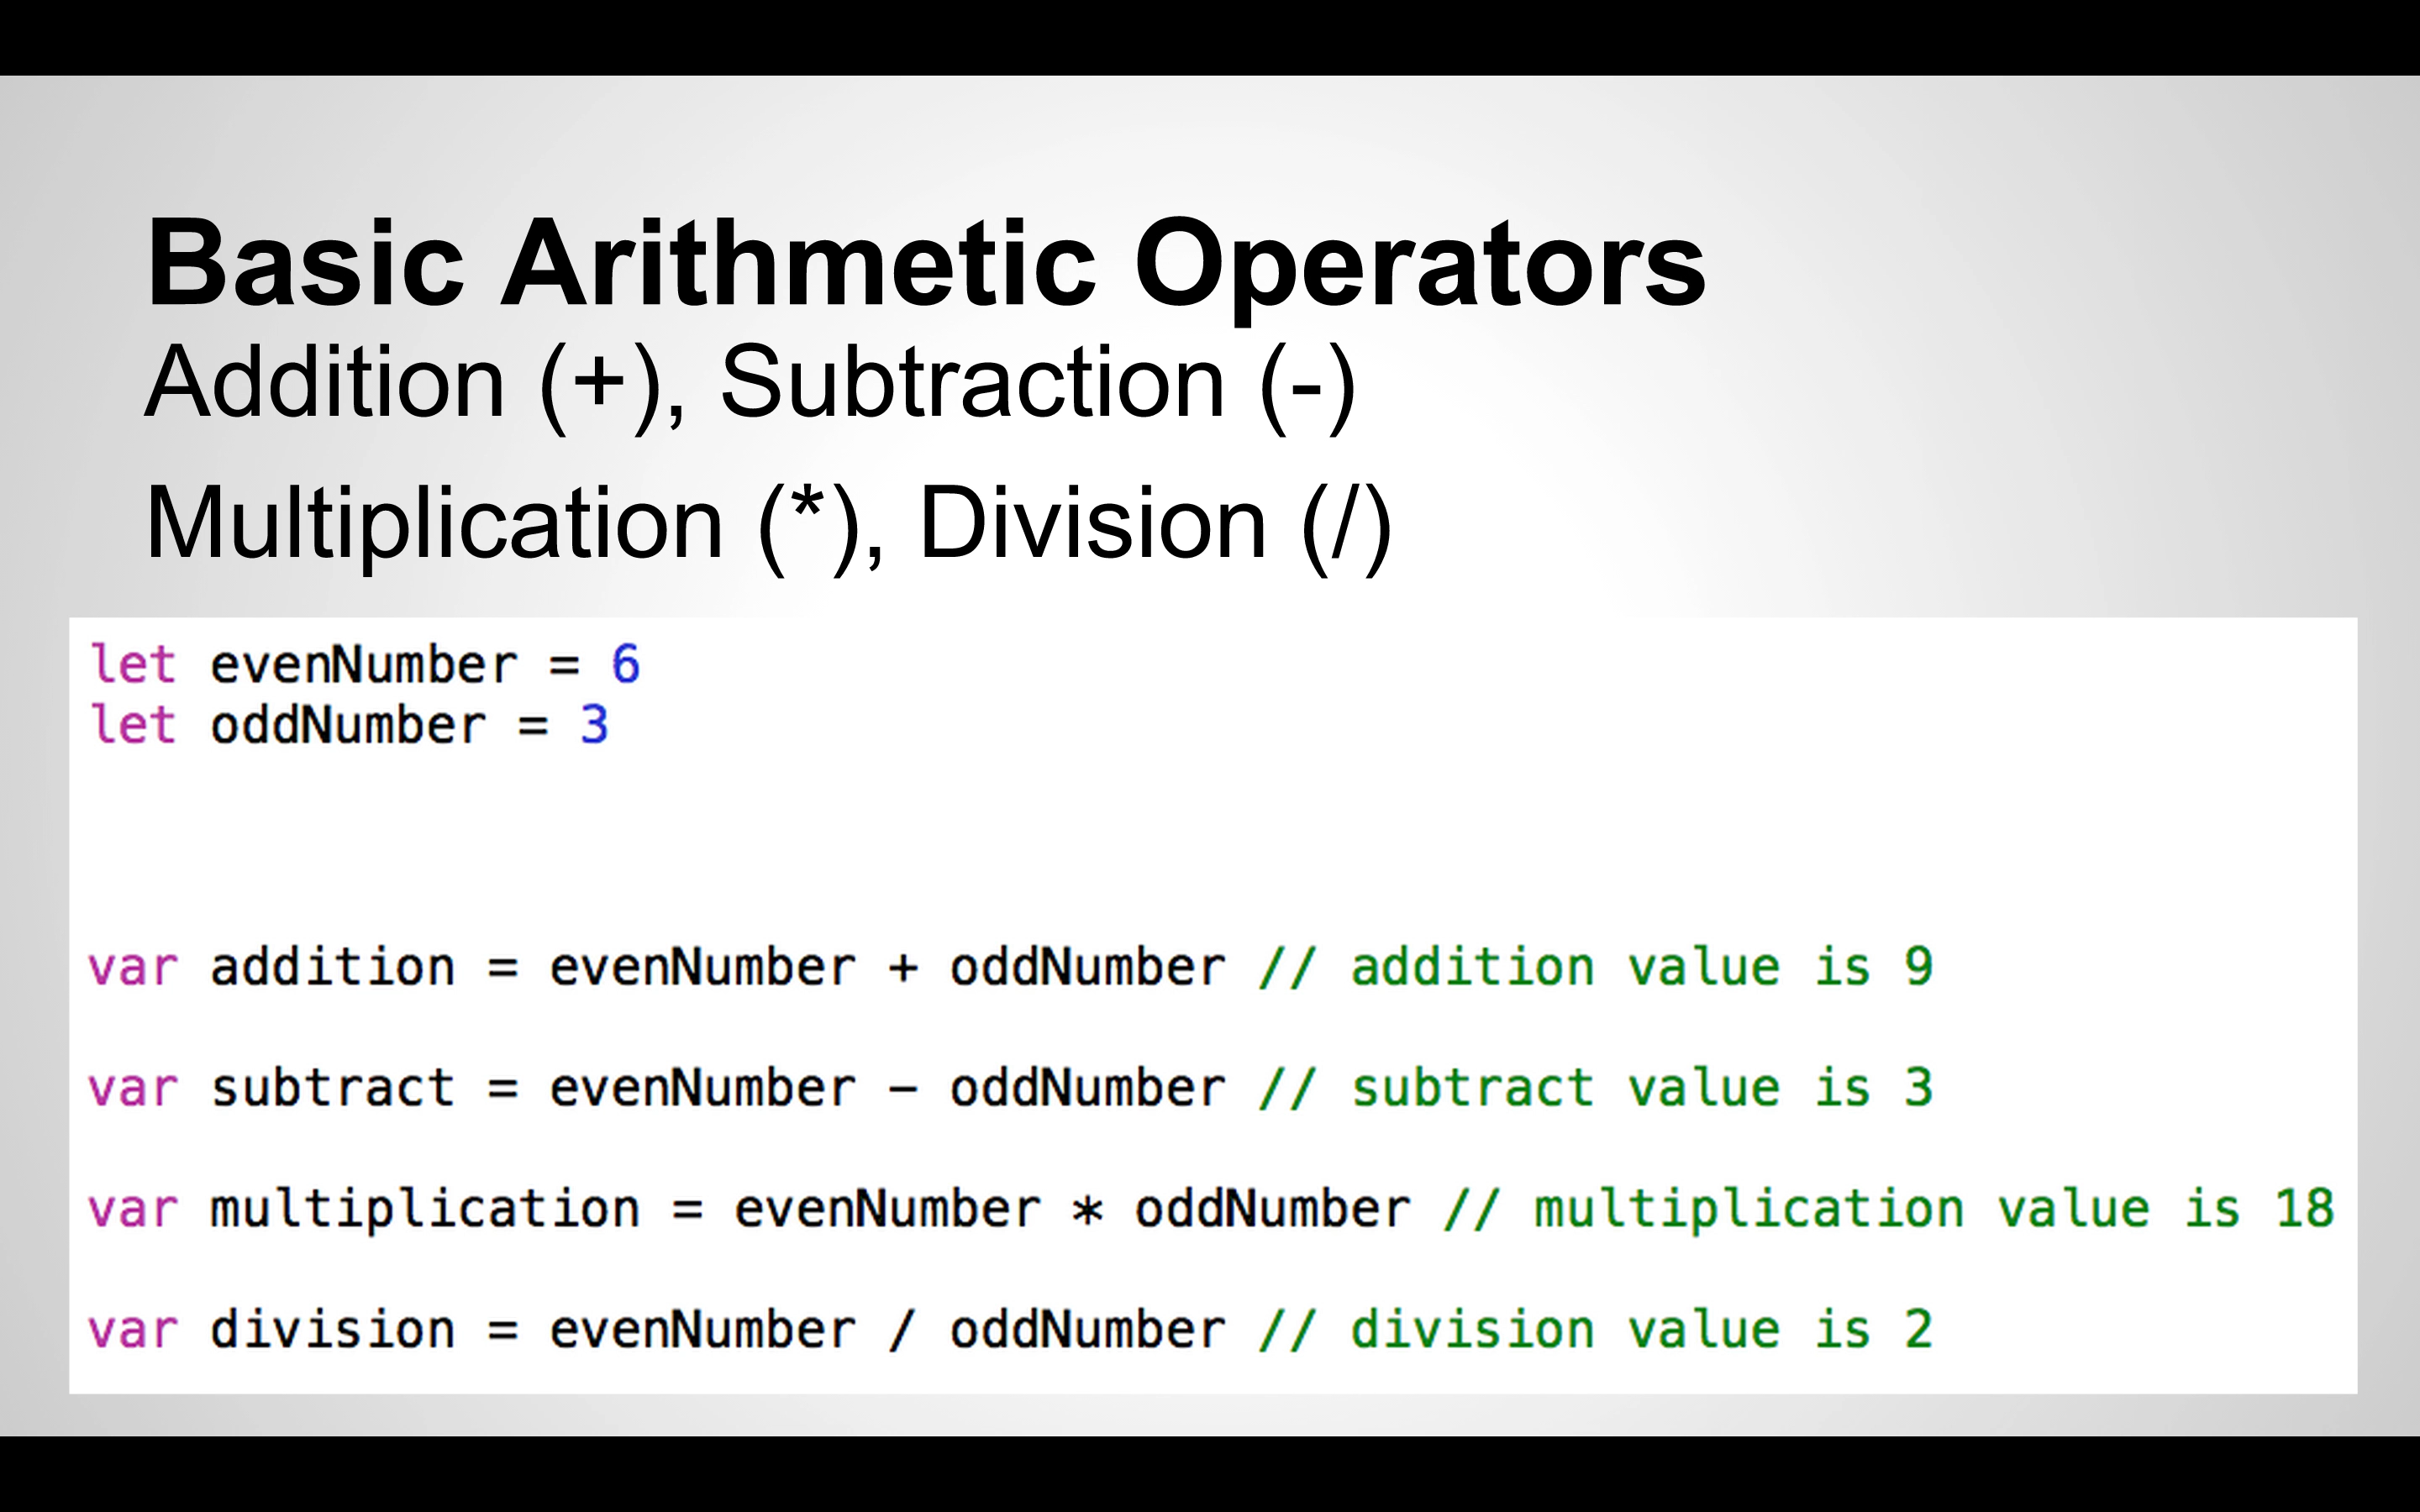 Basic Arithmetic Operators
Addition (+), Subtraction (-)
Multiplication (*), Division (/)
let evenNumber = 6
let oddNumber = 3
var addition = evenNumber + oddNumber // addition value is 9
var subtract = evenNumber - oddNumber // subtract value is 3
var multiplication = evenNumber * oddNumber // multiplication value is 18
var division = evenNumber / oddNumber // division value is 2